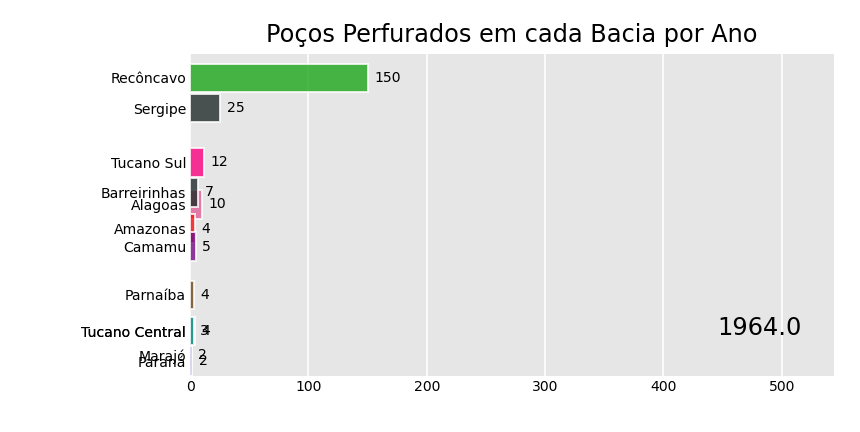 Poços Perfurados em cada Bacia por Ano
Recôncavo 150
Sergipe 25
Tucano Sul 12
Barreirinhas 7
Alagoas 10
Amazonas 4
Camamu 5
Parnaíba 4
Tucano Central
Marajó 2
Paraná 2
1964.0
0 100 200 300 400 500